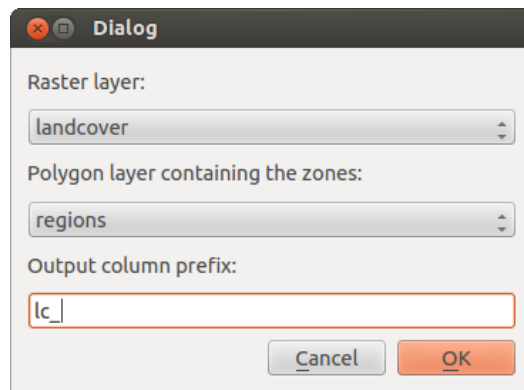 Dialog
Raster layer:
landcover
Polygon layer containing the zones:
regions
Output column prefix:
lc_
Cancel OK